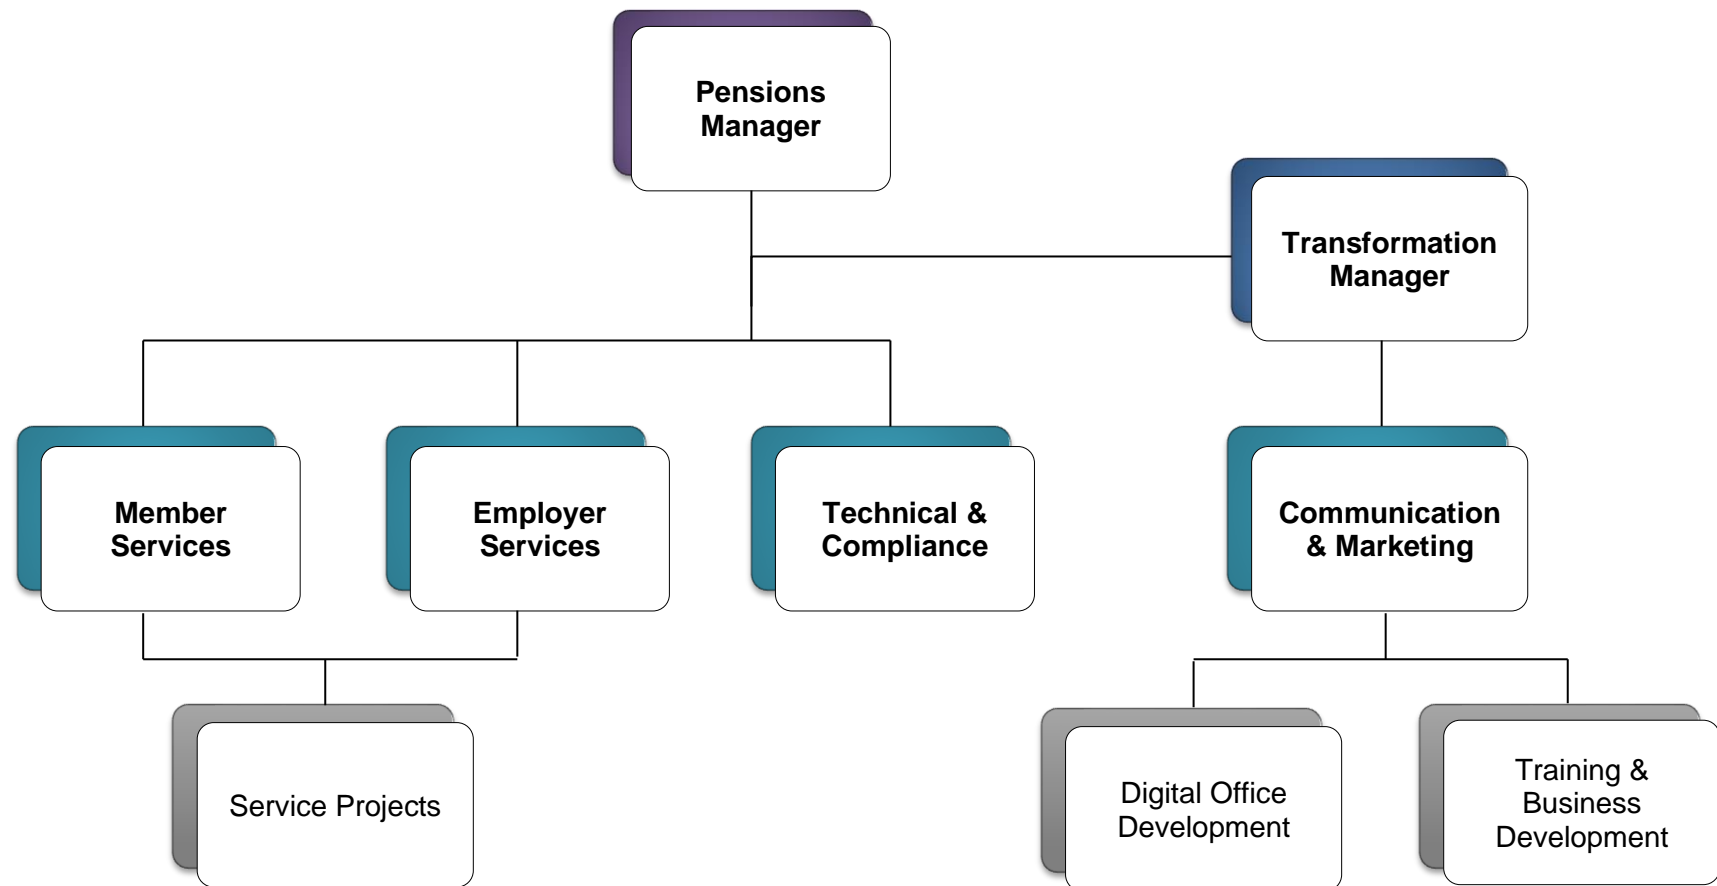 Pensions
Manager
Transformation
Manager
Member
Services
Employer
Services
Technical &
Compliance
Communication
& Marketing
Service Projects
Digital Office
Development
Training &
Business
Development